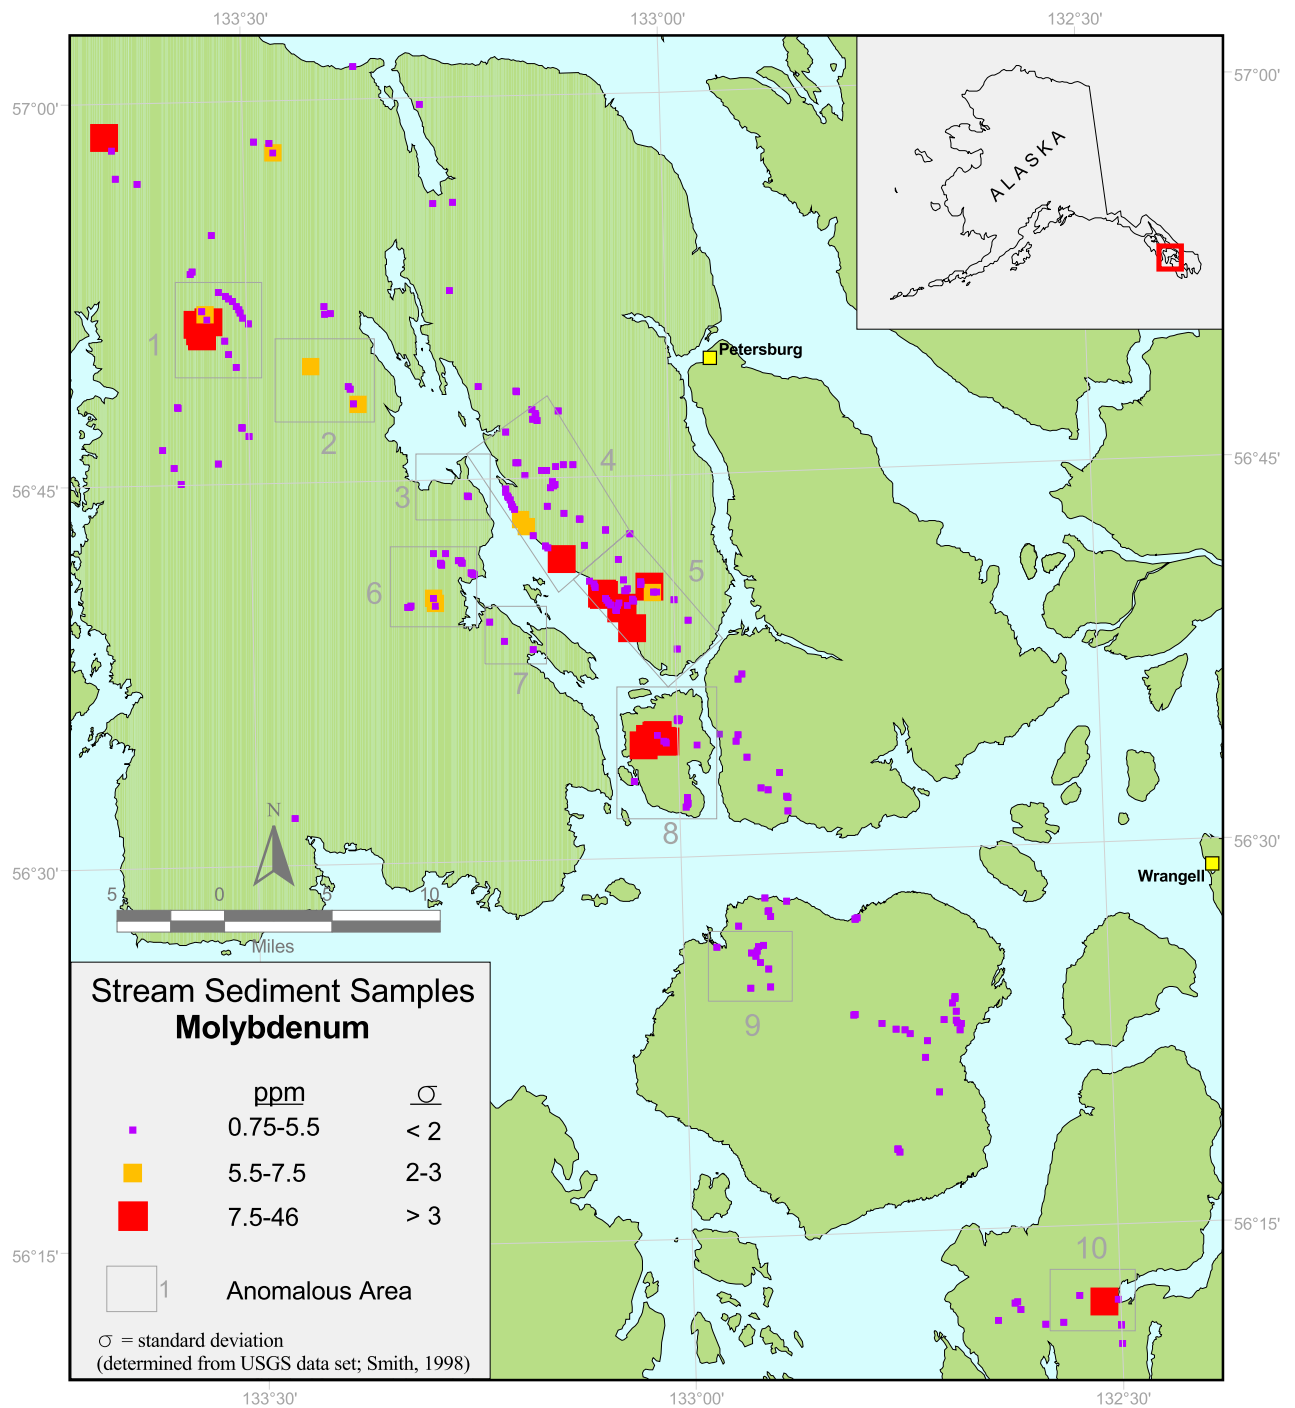 133°30' 133°00' 132°30'
57°00' 57°00'
ALASKA
Petersburg
1
2
4
56°45' 56°45'
3
5
6
7
8
N
56°30' 56°30'
Wrangell
5 0 5 10
Miles
Stream Sediment Samples
Molybdenum
9
ppm σ
0.75-5.5 < 2
5.5-7.5 2-3
7.5-46 > 3
56°15' 56°15'
10
1 Anomalous Area
σ = standard deviation
(determined from USGS data set; Smith, 1998)
133°30' 133°00' 132°30'